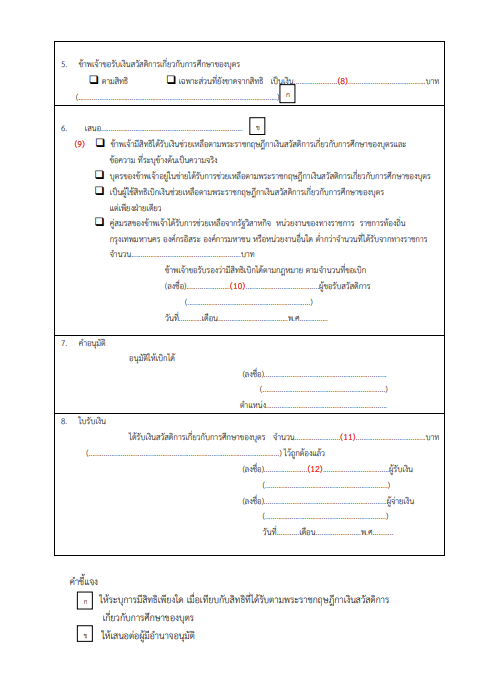 5. ข้าพเจ้าขอรับเงินสวัสดิการเกี่ยวกับการศึกษาของบุตร
❑ ตามสิทธิ ❑ เฉพาะส่วนที่ยังขาดจากสิทธิ เป็นเงิน....................(8)....................................บาท
(...............................................................................................) ก
6. เสนอ.................................................................. ข
(9) ❑ ข้าพเจ้ามีสิทธิได้รับเงินช่วยเหลือตามพระราชกฤษฎีกาเงินสวัสดิการเกี่ยวกับการศึกษาของบุตรและ
ข้อความ ที่ระบุข้างต้นเป็นความจริง
❑ บุตรของข้าพเจ้าอยู่ในข่ายได้รับการช่วยเหลือตามพระราชกฤษฎีกาเงินสวัสดิการเกี่ยวกับการศึกษาของบุตร
❑ เป็นผู้ใช้สิทธิเบิกเงินช่วยเหลือตามพระราชกฤษฎีกาเงินสวัสดิการเกี่ยวกับการศึกษาของบุตร
แต่เพียงฝ่ายเดียว
❑ คู่สมรสของข้าพเจ้าได้รับการช่วยเหลือจากรัฐวิสาหกิจ หน่วยงานของทางราชการ ราชการท้องถิ่น
กรุงเทพมหานคร องค์กรอิสระ องค์การมหาชน หรือหน่วยงานอื่นใด ต่ำกว่าจำนวนที่ได้รับจากทางราชการ
จำนวน....................................................บาท
ข้าพเจ้าขอรับรองว่ามีสิทธิเบิกได้ตามกฎหมาย ตามจำนวนที่ขอเบิก
(ลงชื่อ)....................(10)...................................ผู้ขอรับสวัสดิการ
(...........................................................)
วันที่...........เดือน.................................พ.ศ.............
7. คำอนุมัติ
อนุมัติให้เบิกได้
(ลงชื่อ)..........................................................
(...........................................................)
ตำแหน่ง.........................................................
8. ใบรับเงิน
ได้รับเงินสวัสดิการเกี่ยวกับการศึกษาของบุตร จำนวน.....................(11).................................บาท
(..........................................................................................) ไว้ถูกต้องแล้ว
(ลงชื่อ)....................(12)...............................ผู้รับเงิน
(...........................................................)
(ลงชื่อ)..........................................................ผู้จ่ายเงิน
(...........................................................)
วันที่...........เดือน.....................พ.ศ..........
คำชี้แจง
ก ให้ระบุการมีสิทธิเพียงใด เมื่อเทียบกับสิทธิที่ได้รับตามพระราชกฤษฎีกาเงินสวัสดิการ
เกี่ยวกับการศึกษาของบุตร
ข ให้เสนอต่อผู้มีอำนาจอนุมัติ